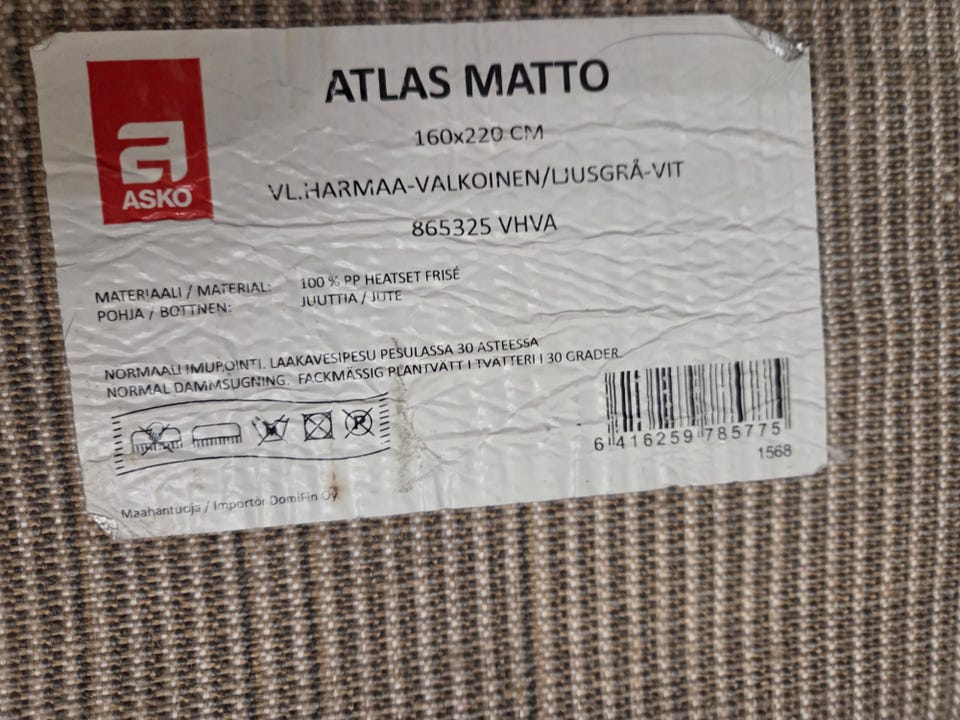 ASKO
ATLAS MATTO
160x220 CM
VL.HARMAA-VALKOINEN/LJUSGRÅ-VIT
865325 VHVA
MATERIAALI / MATERIAL: 100 % PP HEATSET FRISÉ
POHJA / BOTTNEN: JUUTTIA / JUTE
NORMAALI IMUROINTI. LAAKAVESIPESU PESULASSA 30 ASTEESSA
NORMAL DAMMSUGNING. FACKMÄSSIG PLANTVÄTT I TVÄTTERI I 30 GRADER.
6 416259 785775
1568
Maahantuoja / Importör DomiFin Oy